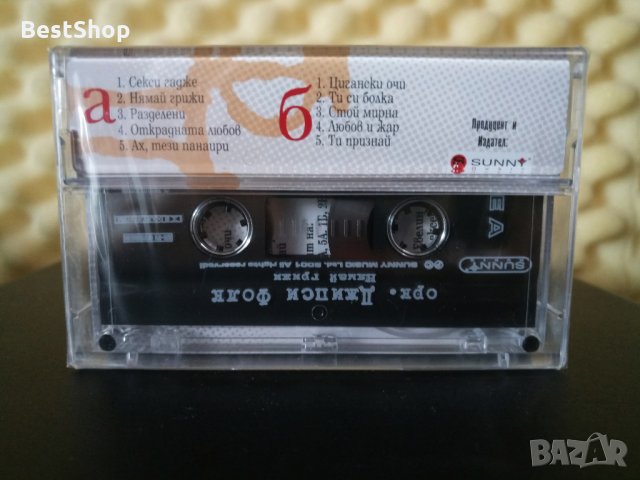 BestShop
а
1. Секси гадже
2. Нямай грижи
3. Разделени
4. Открадната любов
5. Ах, тези панаири
б
1. Цигански очи
2. Ти си болка
3. Стой мирна
4. Любов и жар
5. Ти признай
Продуцент и
Издател:
SUNNY
SUNNY
A
℗ © SUNNY MUSIC Ltd. 2001 All rights reserved!
Нямай грижи
орк. Джипси Фолк
BAZAR